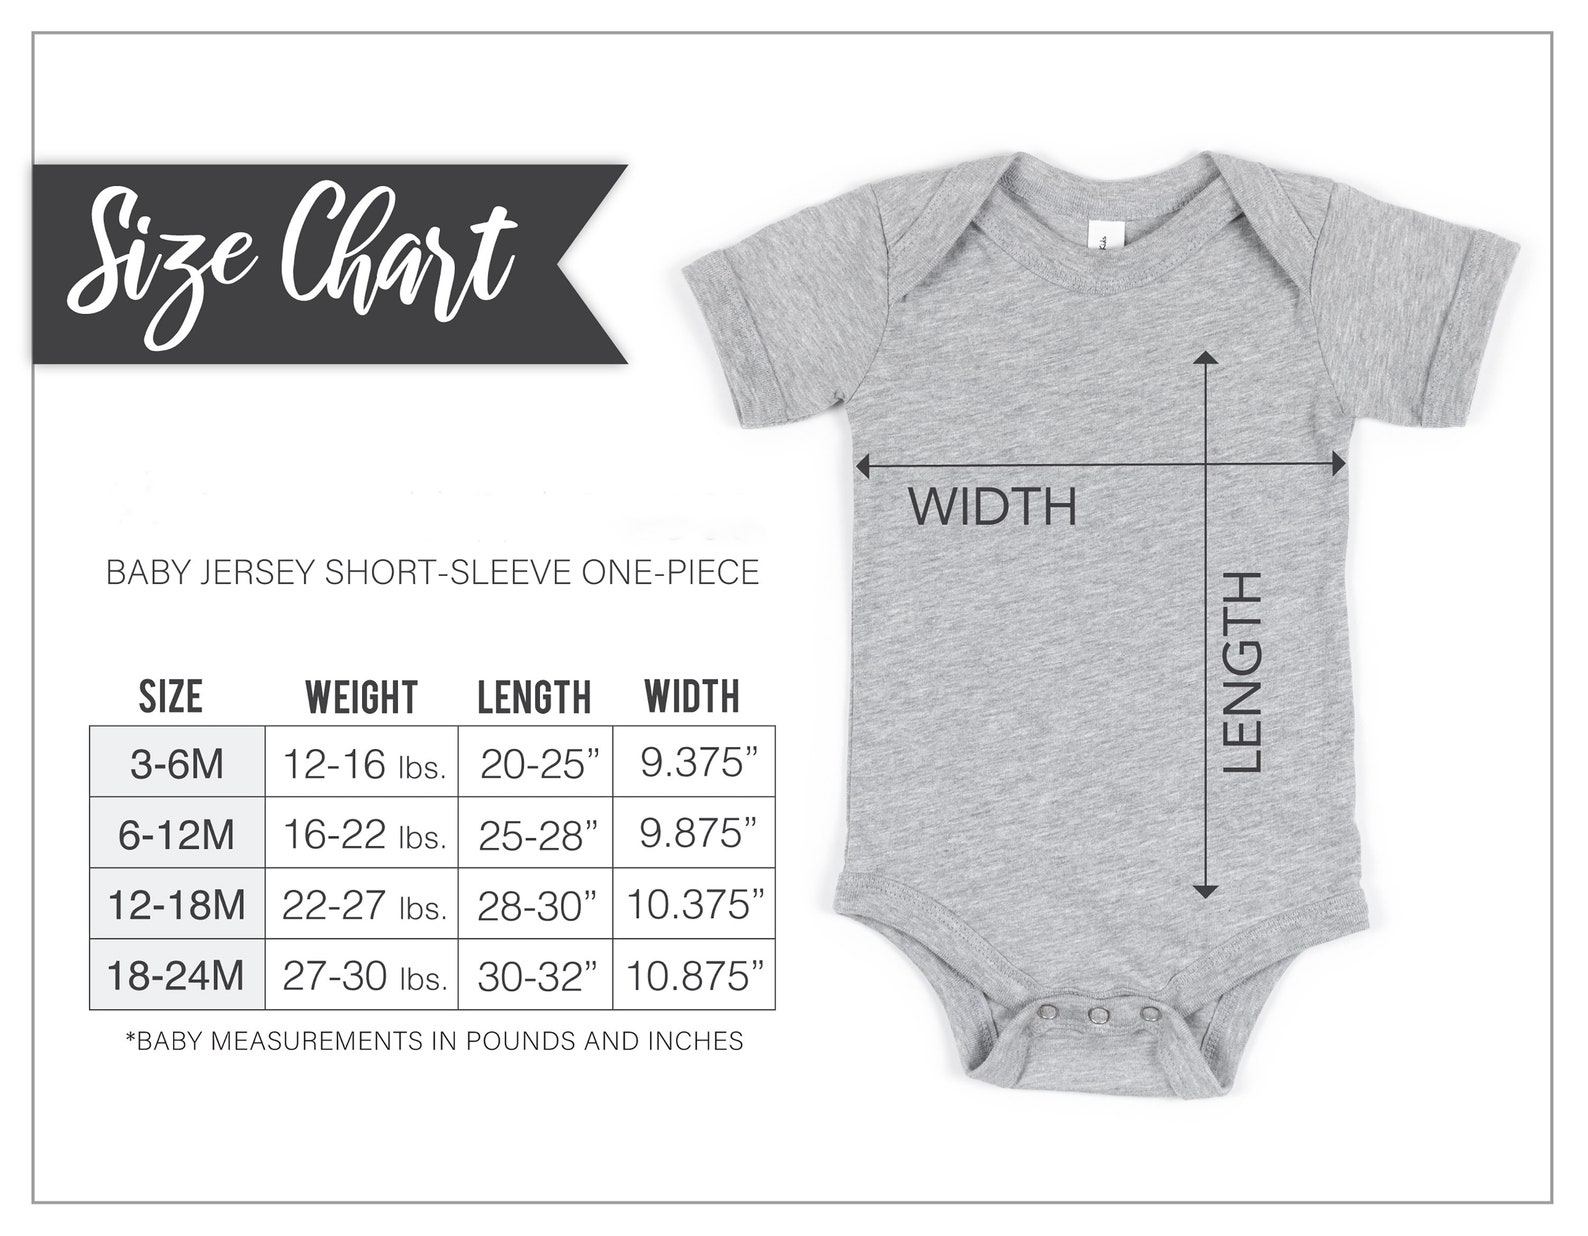 Size Chart
Kids
WIDTH
LENGTH
BABY JERSEY SHORT-SLEEVE ONE-PIECE
SIZE WEIGHT LENGTH WIDTH
3-6M 12-16 lbs. 20-25” 9.375”
6-12M 16-22 lbs. 25-28” 9.875”
12-18M 22-27 lbs. 28-30” 10.375”
18-24M 27-30 lbs. 30-32” 10.875”
*BABY MEASUREMENTS IN POUNDS AND INCHES